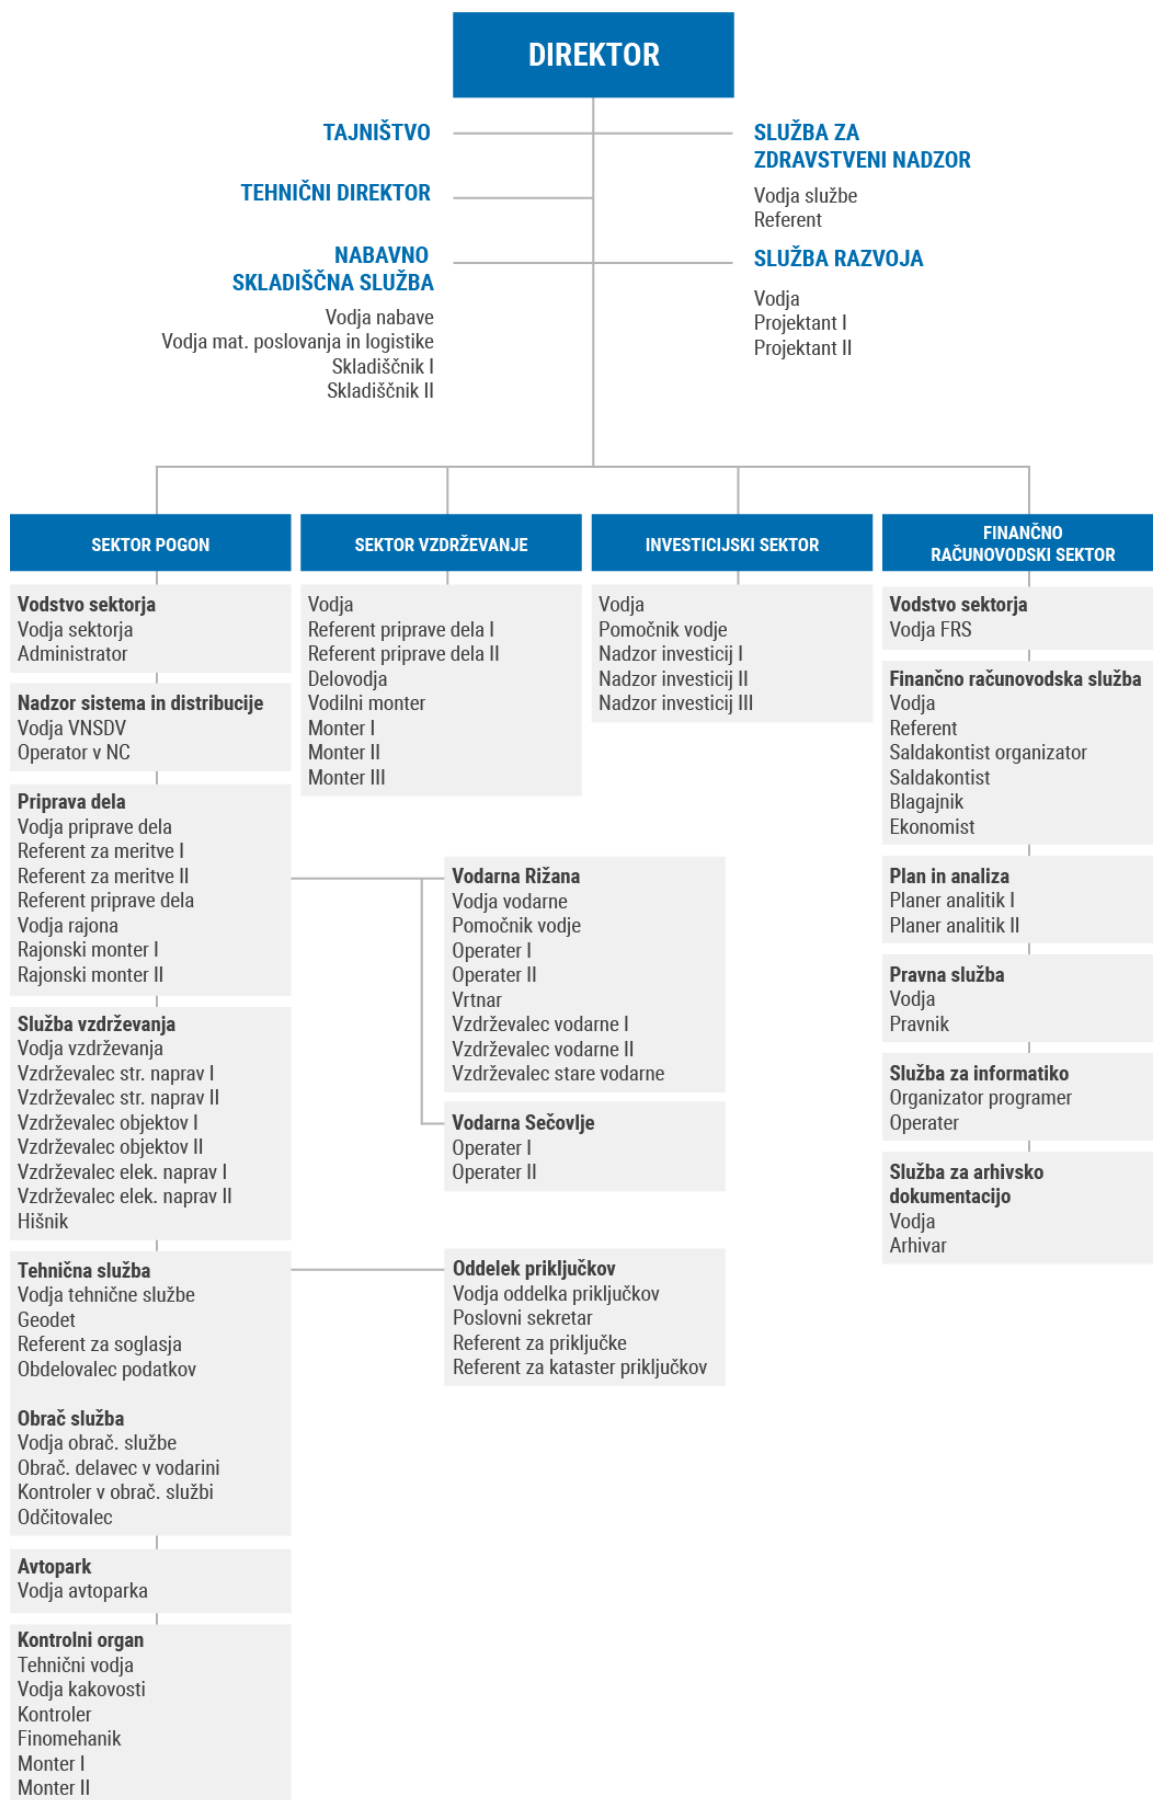 DIREKTOR
TAJNIŠTVO
TEHNIČNI DIREKTOR
NABAVNO
SKLADIŠČNA SLUŽBA
Vodja nabave
Vodja mat. poslovanja in logistike
Skladiščnik I
Skladiščnik II
SLUŽBA ZA
ZDRAVSTVENI NADZOR
Vodja službe
Referent
SLUŽBA RAZVOJA
Vodja
Projektant I
Projektant II
SEKTOR POGON
Vodstvo sektorja
Vodja sektorja
Administrator
Nadzor sistema in distribucije
Vodja VNSDV
Operator v NC
Priprava dela
Vodja priprave dela
Referent za meritve I
Referent za meritve II
Referent priprave dela
Vodja rajona
Rajonski monter I
Rajonski monter II
Služba vzdrževanja
Vodja vzdrževanja
Vzdrževalec str. naprav I
Vzdrževalec str. naprav II
Vzdrževalec objektov I
Vzdrževalec objektov II
Vzdrževalec elek. naprav I
Vzdrževalec elek. naprav II
Hišnik
Tehnična služba
Vodja tehnične službe
Geodet
Referent za soglasja
Obdelovalec podatkov
Obrač služba
Vodja obrač. službe
Obrač. delavec v vodarini
Kontroler v obrač. službi
Odčitovalec
Avtopark
Vodja avtoparka
Kontrolni organ
Tehnični vodja
Vodja kakovosti
Kontroler
Finomehanik
Monter I
Monter II
SEKTOR VZDRŽEVANJE
Vodja
Referent priprave dela I
Referent priprave dela II
Delovodja
Vodilni monter
Monter I
Monter II
Monter III
Vodarna Rižana
Vodja vodarne
Pomočnik vodje
Operater I
Operater II
Vrtnar
Vzdrževalec vodarne I
Vzdrževalec vodarne II
Vzdrževalec stare vodarne
Vodarna Sečovlje
Operater I
Operater II
Oddelek priključkov
Vodja oddelka priključkov
Poslovni sekretar
Referent za priključke
Referent za kataster priključkov
INVESTICIJSKI SEKTOR
Vodja
Pomočnik vodje
Nadzor investicij I
Nadzor investicij II
Nadzor investicij III
FINANČNO
RAČUNOVODSKI SEKTOR
Vodstvo sektorja
Vodja FRS
Finančno računovodska služba
Vodja
Referent
Saldakontist organizator
Saldakontist
Blagajnik
Ekonomist
Plan in analiza
Planer analitik I
Planer analitik II
Pravna služba
Vodja
Pravnik
Služba za informatiko
Organizator programer
Operater
Služba za arhivsko
dokumentacijo
Vodja
Arhivar